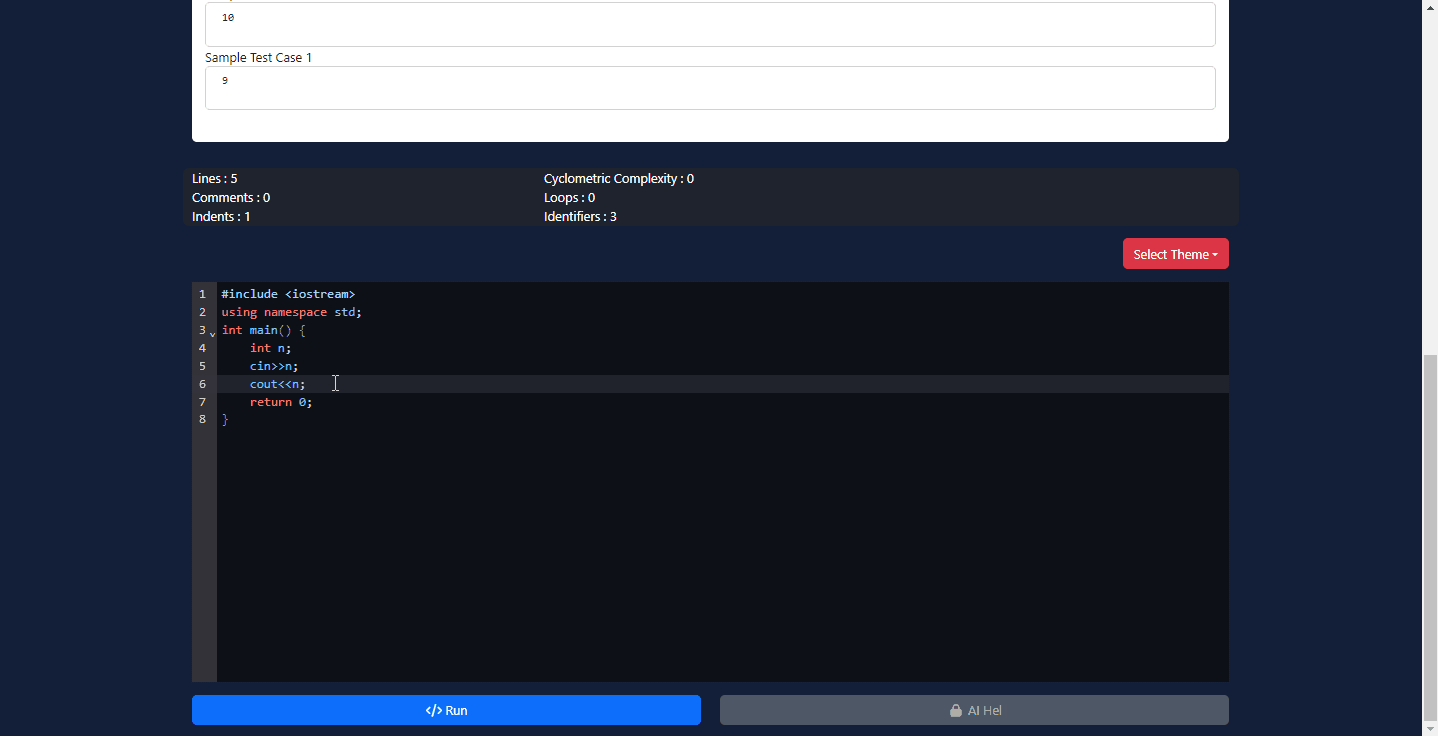 10
Sample Test Case 1
9
Lines : 5
Cyclometric Complexity : 0
Comments : 0
Loops : 0
Indents : 1
Identifiers : 3
Select Theme
1 #include <iostream>
2 using namespace std;
3 int main() {
4     int n;
5     cin>>n;
6     cout<<n;
7     return 0;
8 }
</> Run
AI Hel